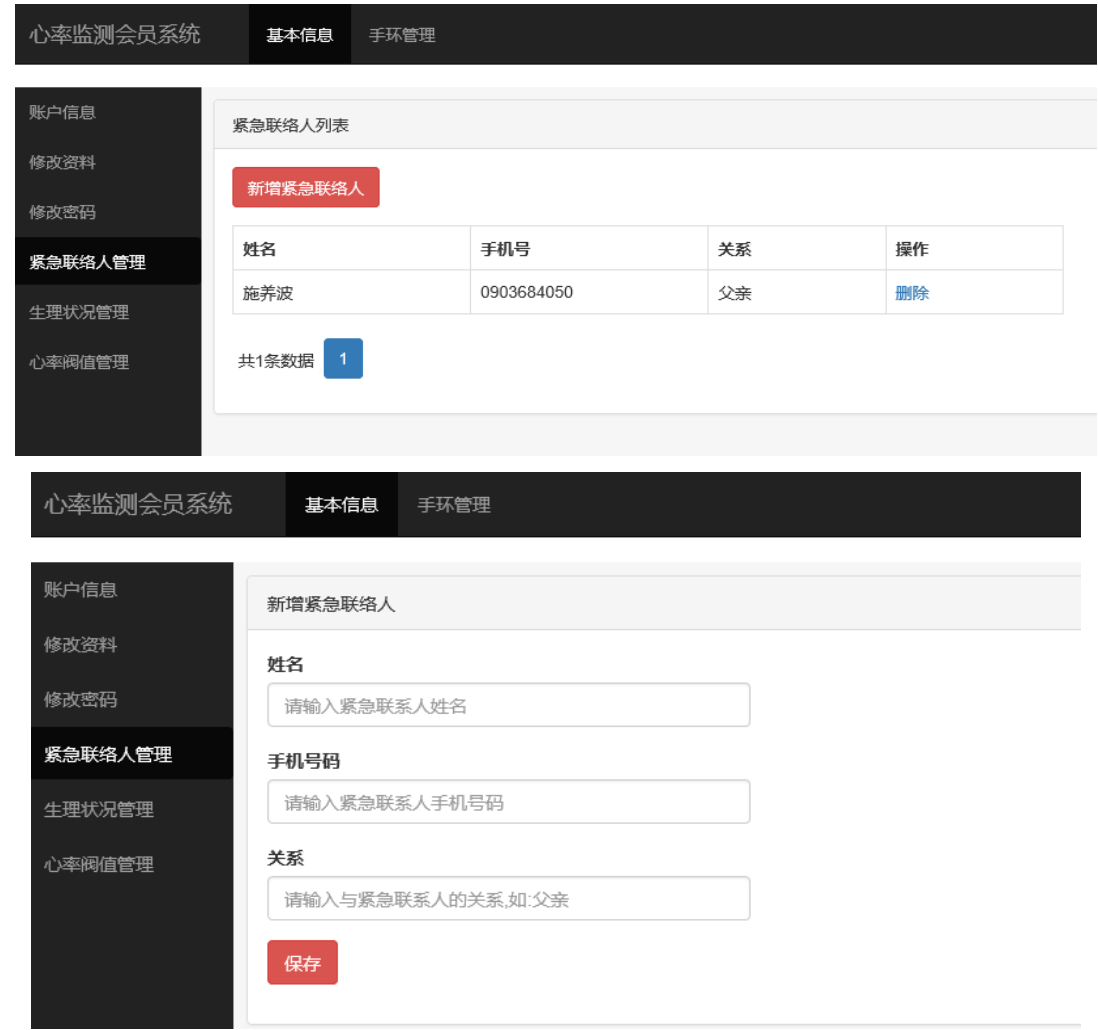 心率监测会员系统 基本信息 手环管理
账户信息
修改资料
修改密码
紧急联络人管理
生理状况管理
心率阀值管理
紧急联络人列表
新增紧急联络人
姓名 手机号 关系 操作
施养波 0903684050 父亲 删除
共1条数据 1
心率监测会员系统 基本信息 手环管理
账户信息
修改资料
修改密码
紧急联络人管理
生理状况管理
心率阀值管理
新增紧急联络人
姓名
请输入紧急联系人姓名
手机号码
请输入紧急联系人手机号码
关系
请输入与紧急联系人的关系,如:父亲
保存